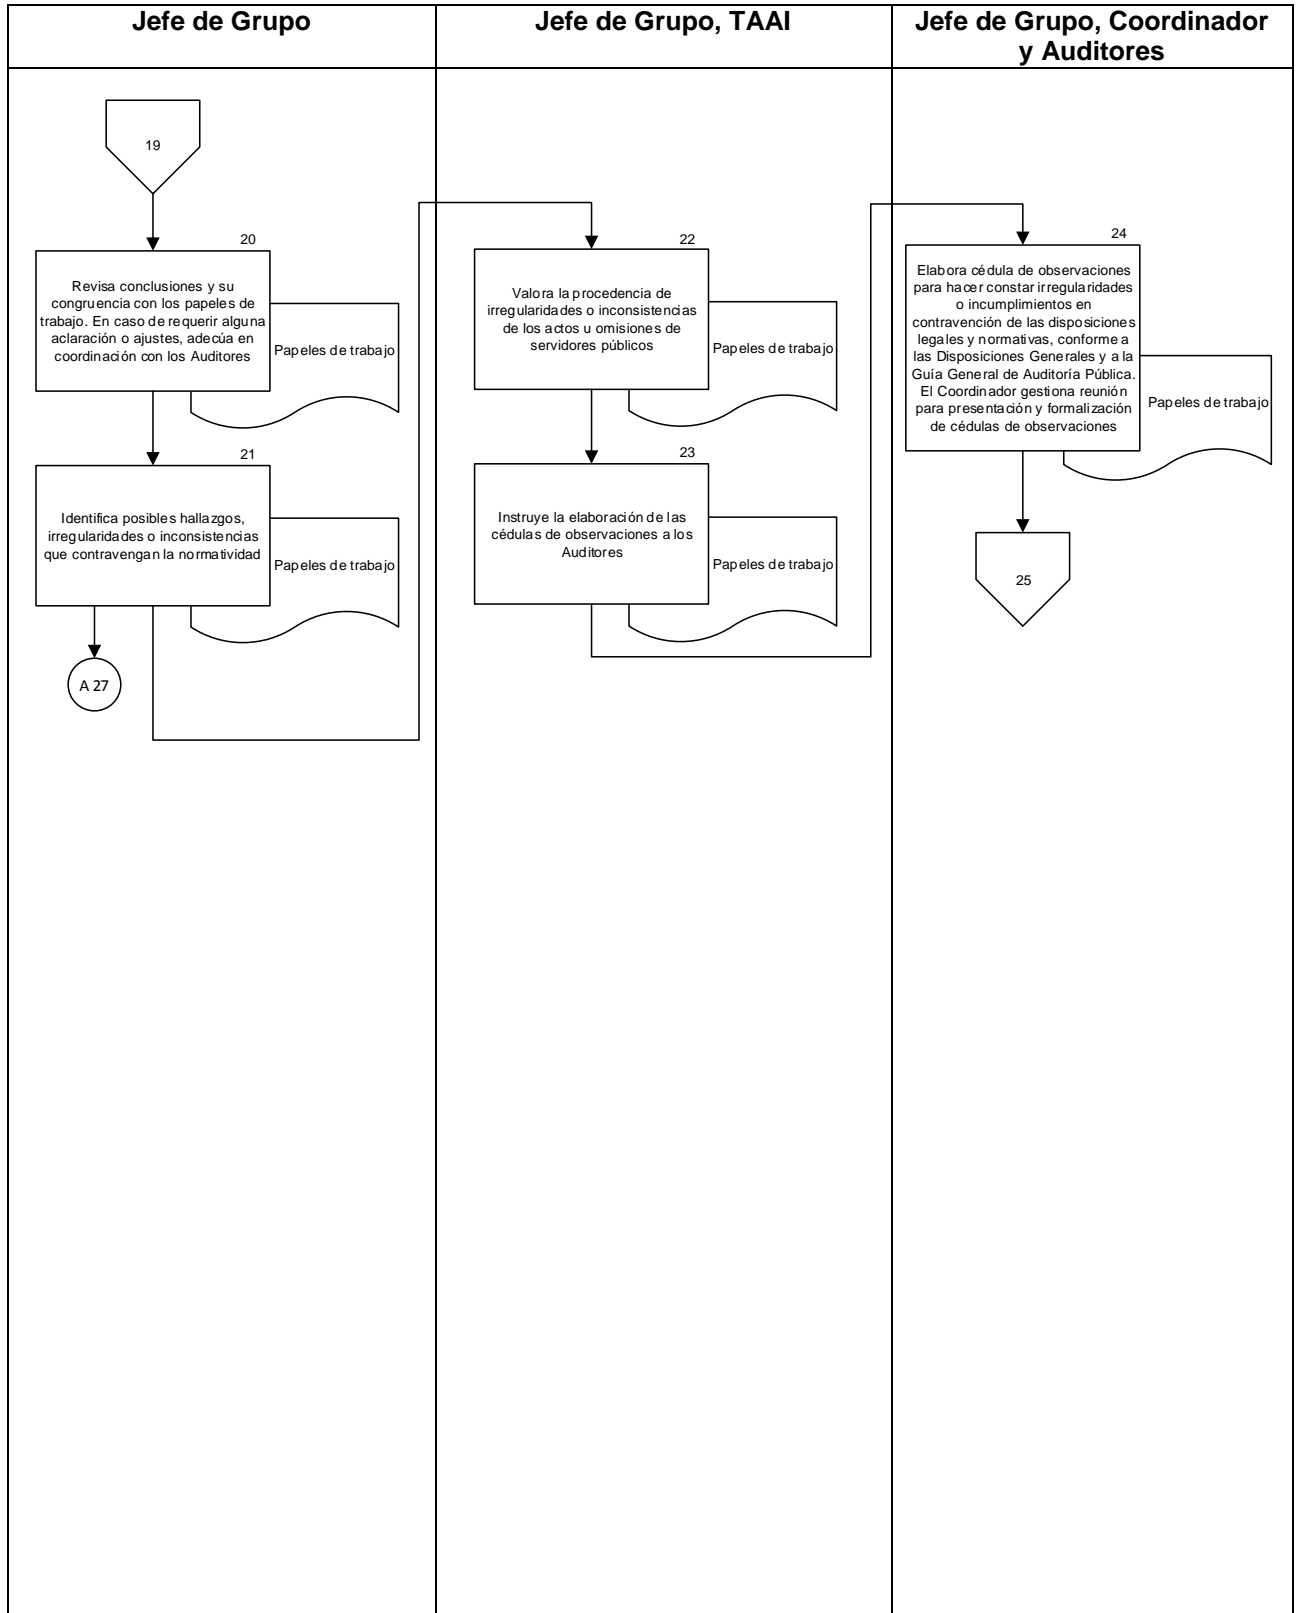 Jefe de Grupo
Jefe de Grupo, TAAI
Jefe de Grupo, Coordinador
y Auditores
19
20
Revisa conclusiones y su
congruencia con los papeles de
trabajo. En caso de requerir alguna
aclaración o ajustes, adecúa en
coordinación con los Auditores
Papeles de trabajo
21
Identifica posibles hallazgos,
irregularidades o inconsistencias
que contravengan la normatividad
Papeles de trabajo
A 27
22
Valora la procedencia de
irregularidades o inconsistencias
de los actos u omisiones de
servidores públicos
Papeles de trabajo
23
Instruye la elaboración de las
cédulas de observaciones a los
Auditores
Papeles de trabajo
24
Elabora cédula de observaciones
para hacer constar irregularidades
o incumplimientos en
contravención de las disposiciones
legales y normativas, conforme a
las Disposiciones Generales y a la
Guía General de Auditoría Pública.
El Coordinador gestiona reunión
para presentación y formalización
de cédulas de observaciones
Papeles de trabajo
25